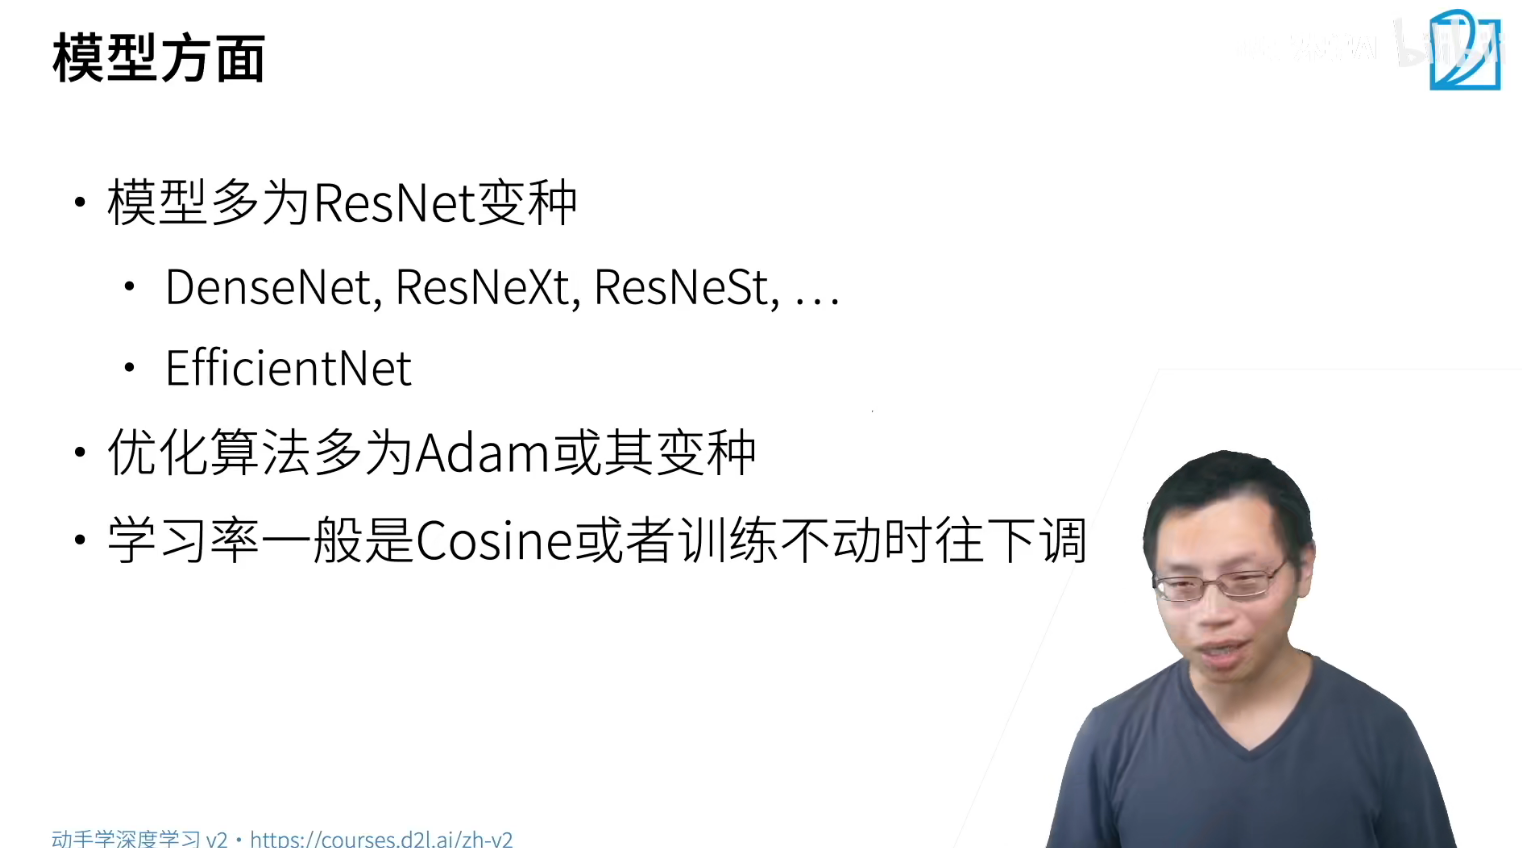 模型方面
• 模型多为ResNet变种
• DenseNet, ResNeXt, ResNeSt, …
• EfficientNet
• 优化算法多为Adam或其变种
• 学习率一般是Cosine或者训练不动时往下调
动手学深度学习 v2 • https://courses.d2l.ai/zh-v2